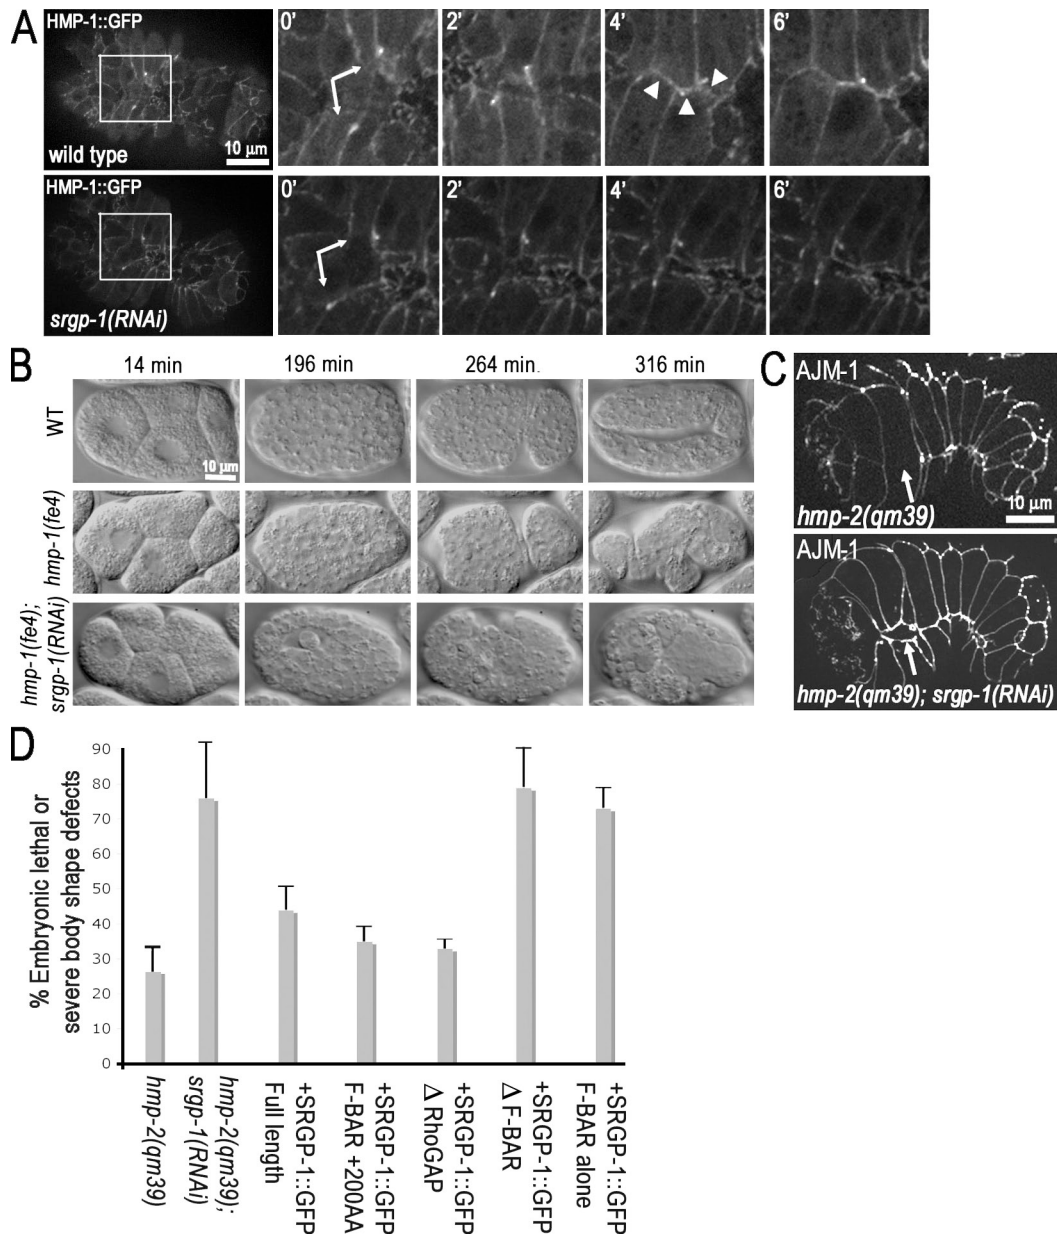 A
HMP-1::GFP
wild type
10 μm
0’
2’
4’
6’
HMP-1::GFP
srgp-1(RNAi)
0’
2’
4’
6’
B
14 min
196 min
264 min.
316 min
WT
10 μm
hmp-1(fe4)
hmp-1(fe4);
srgp-1(RNAi)
C
AJM-1
10 μm
hmp-2(qm39)
AJM-1
hmp-2(qm39); srgp-1(RNAi)
D
% Embryonic lethal or
severe body shape defects
90
80
70
60
50
40
30
20
10
0
hmp-2(qm39)
hmp-2(qm39);
srgp-1(RNAi)
+SRGP-1::GFP
Full length
+SRGP-1::GFP
F-BAR +200AA
+SRGP-1::GFP
Δ RhoGAP
+SRGP-1::GFP
Δ F-BAR
+SRGP-1::GFP
F-BAR alone